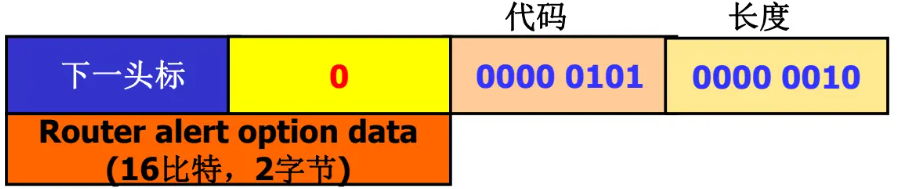 代码 长度
下一头标 0 0000 0101 0000 0010
Router alert option data
(16比特，2字节)